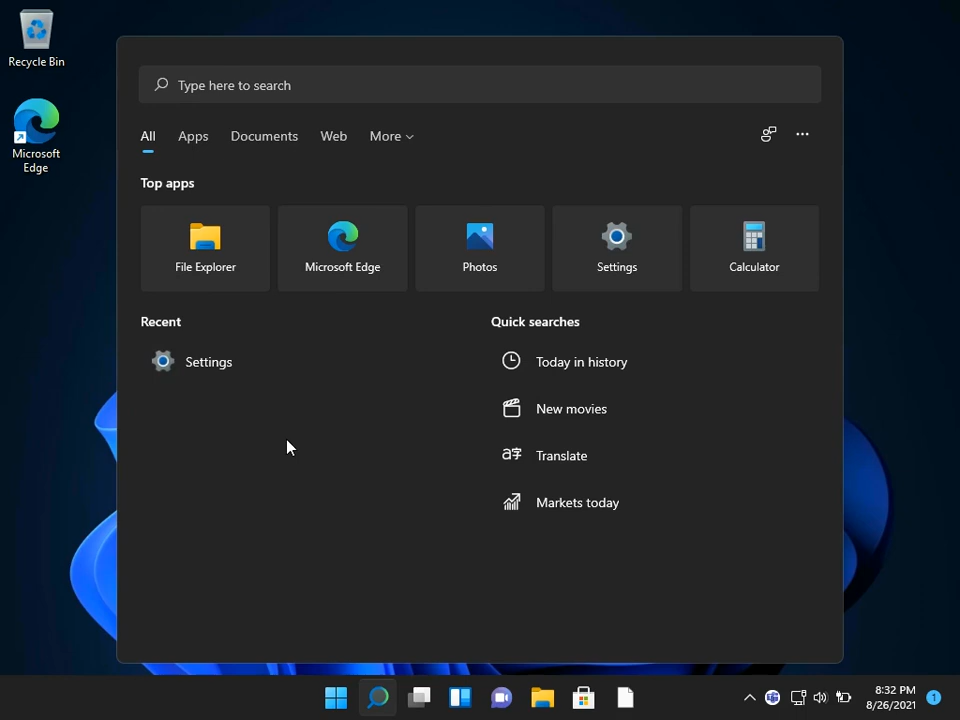 Recycle Bin
Microsoft
Edge
Type here to search
All Apps Documents Web More
Top apps
File Explorer Microsoft Edge Photos Settings Calculator
Recent Quick searches
Settings Today in history
New movies
a字 Translate
Markets today
8:32 PM
8/26/2021 1